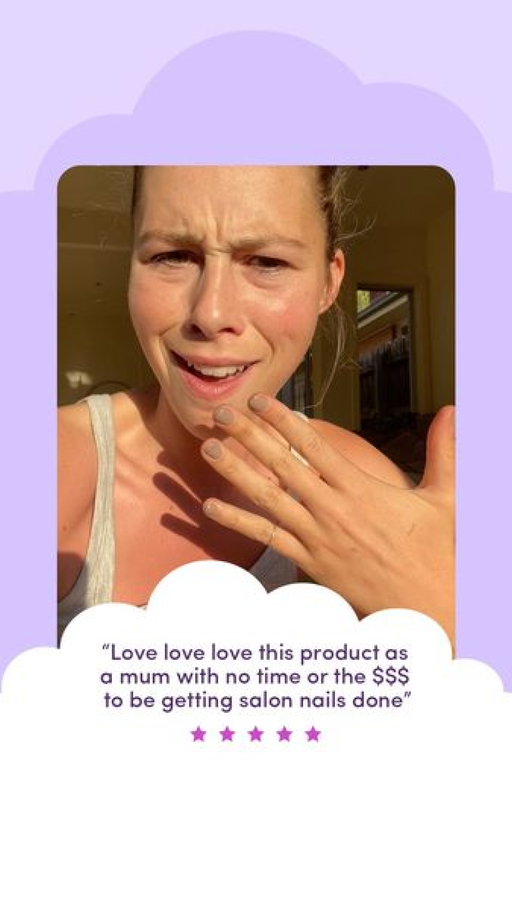 “Love love love this product as
a mum with no time or the $$$
to be getting salon nails done”